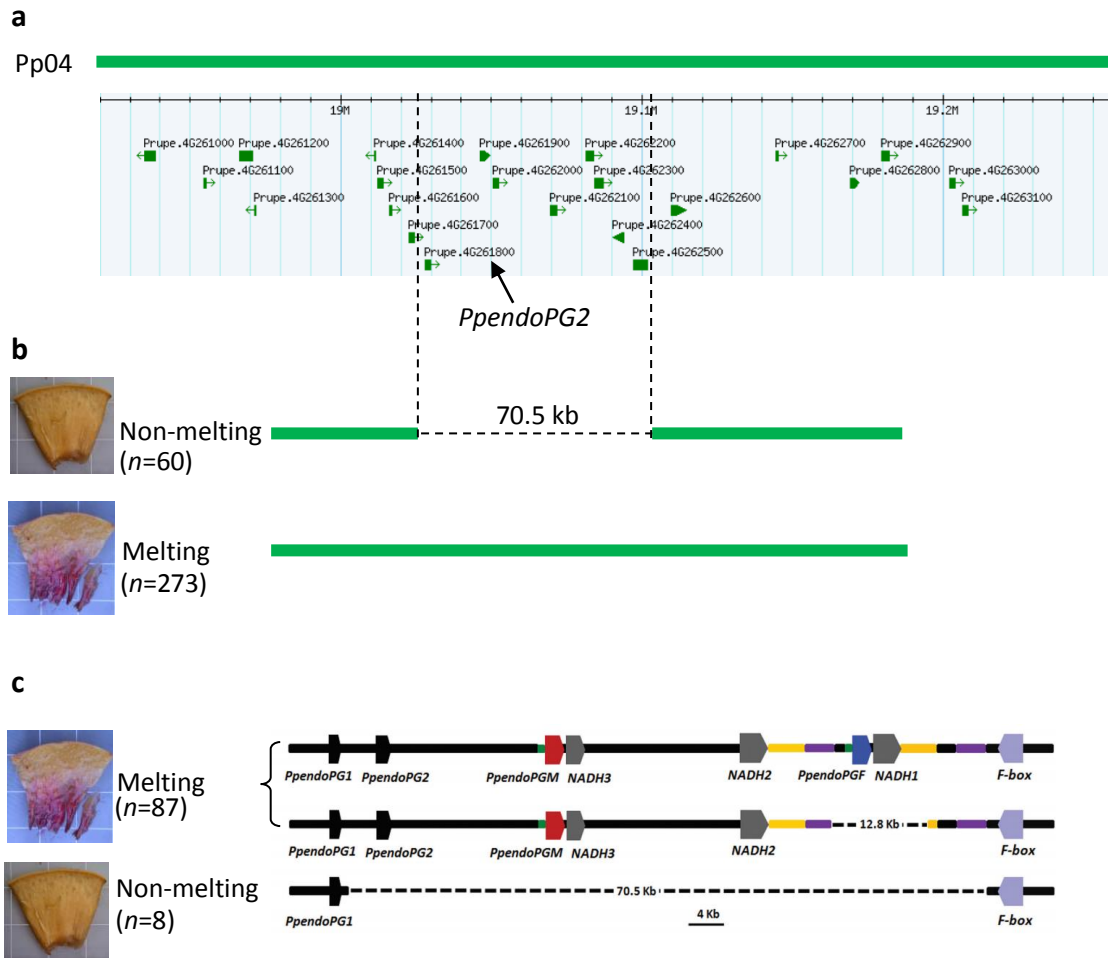 a
Pp04
19M 19.1M 19.2M
Prupe.4G261000 Prupe.4G261200 Prupe.4G261400 Prupe.4G261900 Prupe.4G262200 Prupe.4G262700 Prupe.4G262900
Prupe.4G261100 Prupe.4G261500 Prupe.4G262000 Prupe.4G262300 Prupe.4G262800 Prupe.4G263000
Prupe.4G261300 Prupe.4G261600 Prupe.4G262100 Prupe.4G262600 Prupe.4G263100
Prupe.4G261700 Prupe.4G262400
Prupe.4G261800 Prupe.4G262500
PpendoPG2
b
70.5 kb
Non-melting
(n=60)
Melting
(n=273)
c
Melting
(n=87)
PpendoPG1 PpendoPG2 PpendoPGM NADH3 NADH2 PpendoPGF NADH1 F-box
12.8 Kb
PpendoPG1 PpendoPG2 PpendoPGM NADH3 NADH2 F-box
Non-melting
(n=8)
70.5 Kb
PpendoPG1 4 Kb F-box